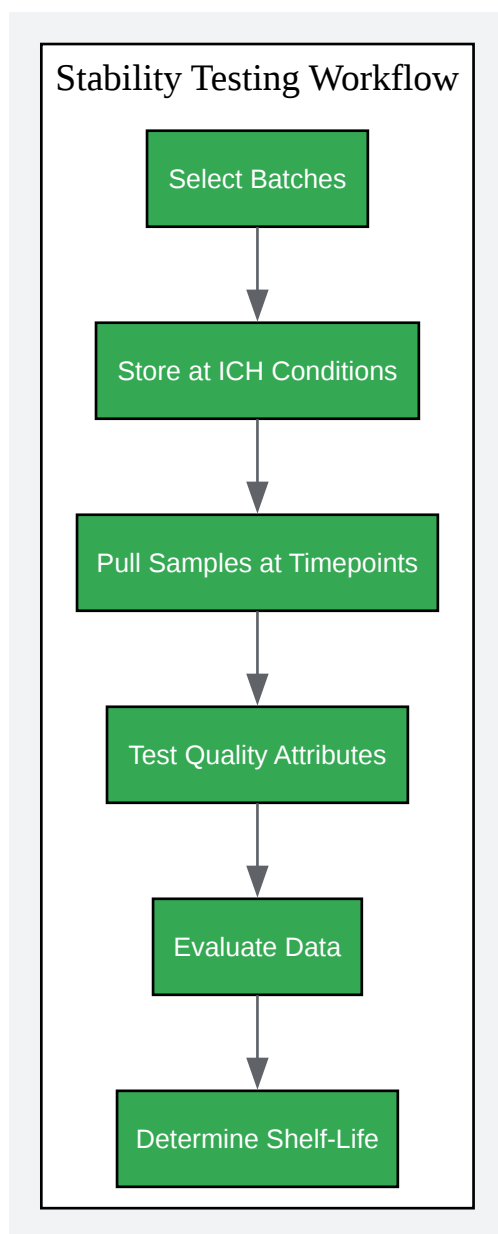 Stability Testing Workflow
Select Batches
Store at ICH Conditions
Pull Samples at Timepoints
Test Quality Attributes
Evaluate Data
Determine Shelf-Life